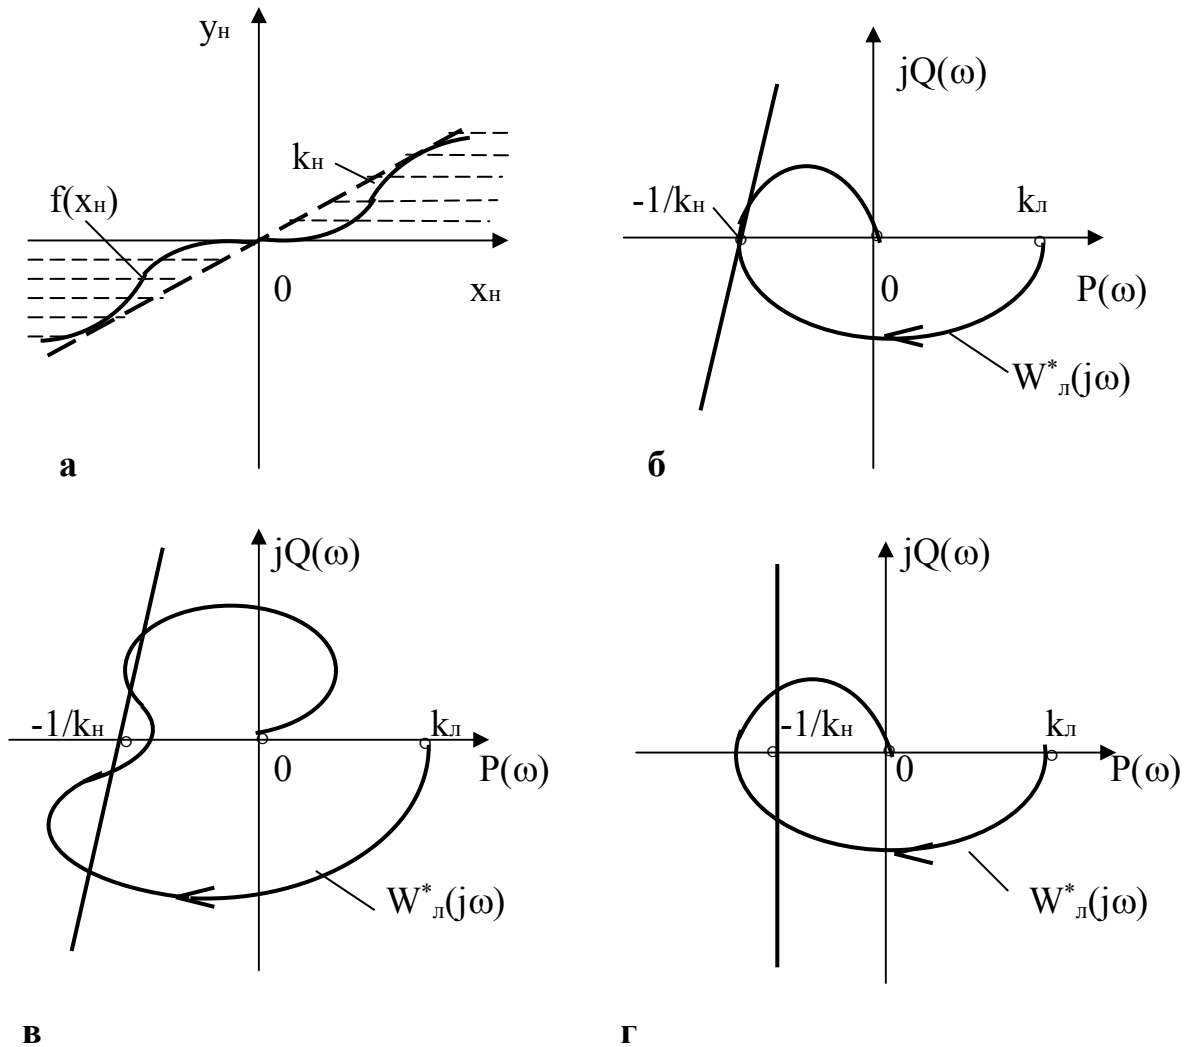 yн
kн
f(xн)
0
xн
а
jQ(ω)
-1/kн
kл
0
P(ω)
W*л(jω)
б
jQ(ω)
-1/kн
kл
0
P(ω)
W*л(jω)
в
jQ(ω)
-1/kн
kл
0
P(ω)
W*л(jω)
г